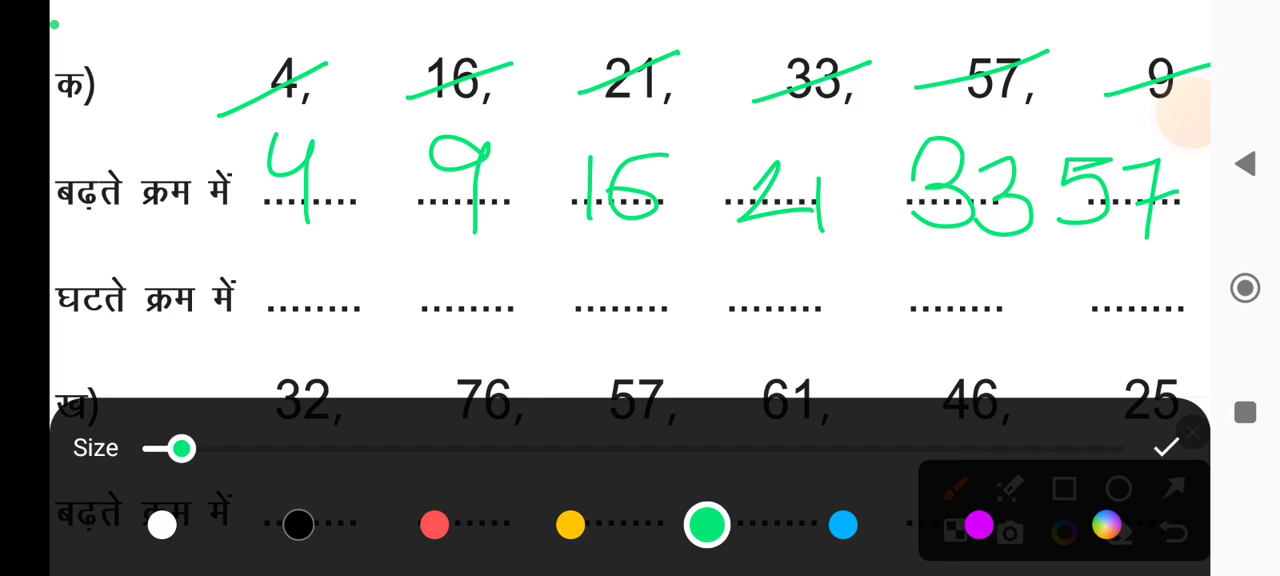 क) 4, 16, 21, 33, 57, 9
बढ़ते क्रम में 4 9 16 21 33 57
घटते क्रम में ........ ........ ........ ........ ........ ........
ख) 32, 76, 57, 61, 46, 25
Size
बढ़ते क्रम में ........ ........ ........ ........ ........ ........